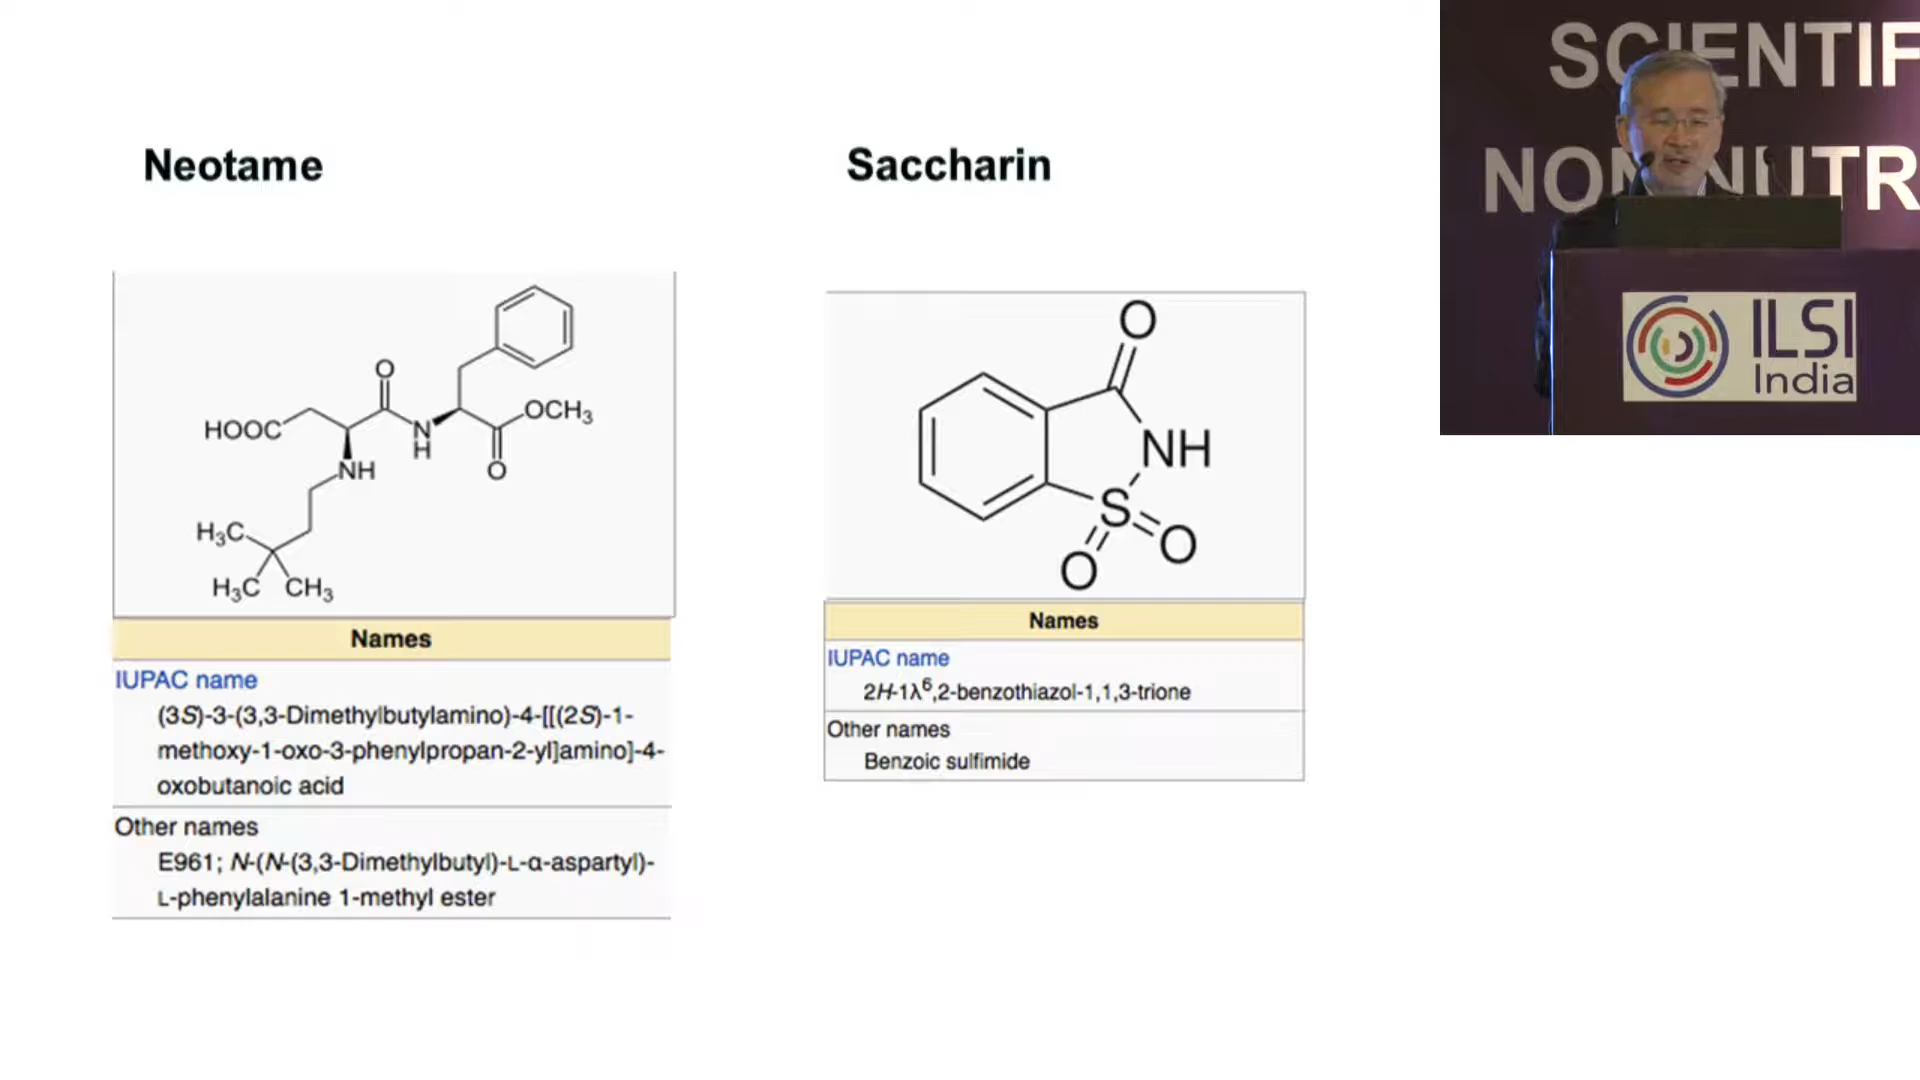 Neotame
HOOC
O
N
H
OCH3
O
NH
H3C
H3C CH3
Names
IUPAC name
(3S)-3-(3,3-Dimethylbutylamino)-4-[[(2S)-1-
methoxy-1-oxo-3-phenylpropan-2-yl]amino]-4-
oxobutanoic acid
Other names
E961; N-(N-(3,3-Dimethylbutyl)-L-α-aspartyl)-
L-phenylalanine 1-methyl ester
Saccharin
O
NH
S
O
O
Names
IUPAC name
2H-1λ6,2-benzothiazol-1,1,3-trione
Other names
Benzoic sulfimide
ILSI
India